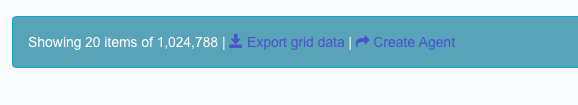 Showing 20 items of 1,024,788 | Export grid data | Create Agent